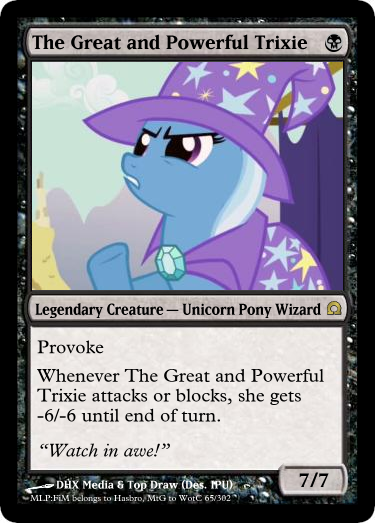 The Great and Powerful Trixie
Legendary Creature — Unicorn Pony Wizard
Provoke
Whenever The Great and Powerful
Trixie attacks or blocks, she gets
-6/-6 until end of turn.
“Watch in awe!”
7/7
DHX Media & Top Draw (Des. IPU)
MLP:FiM belongs to Hasbro, MtG to WotC 65/302